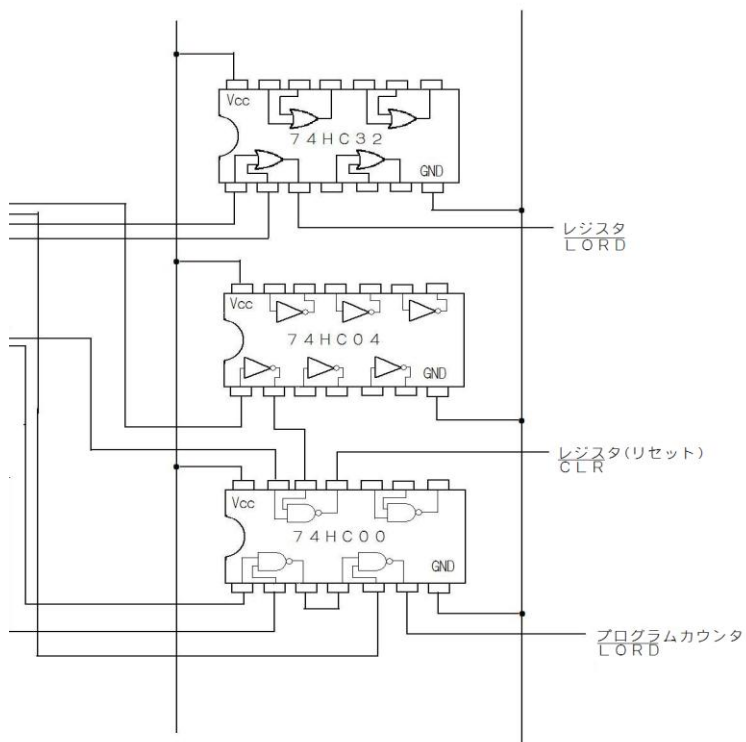 Vcc
74HC32
GND
レジスタ
LORD
Vcc
74HC04
GND
レジスタ(リセット)
CLR
Vcc
74HC00
GND
プログラムカウンタ
LORD